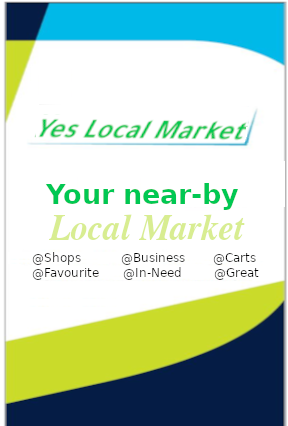 Yes Local Market
Your near-by
Local Market
@Shops @Business @Carts
@Favourite @In-Need @Great